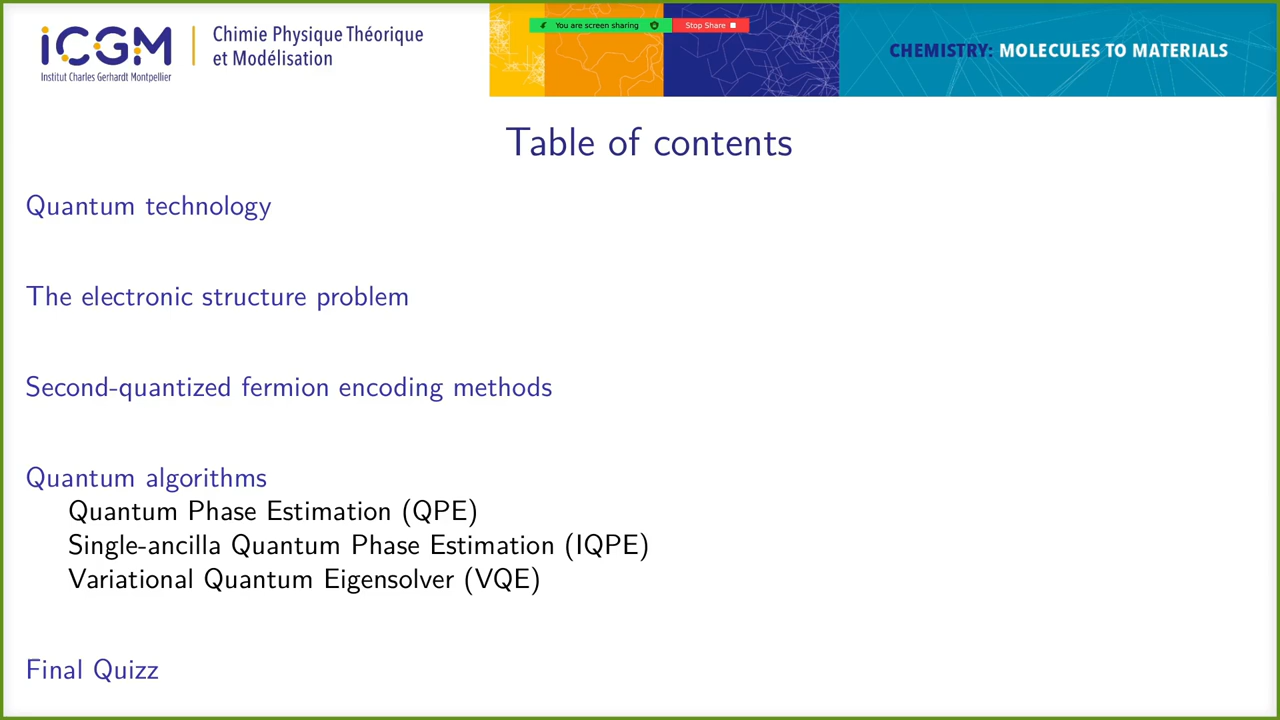 iCGM
Institut Charles Gerhardt Montpellier
Chimie Physique Théorique
et Modélisation
You are screen sharing
Stop Share
CHEMISTRY: MOLECULES TO MATERIALS
Table of contents
Quantum technology
The electronic structure problem
Second-quantized fermion encoding methods
Quantum algorithms
Quantum Phase Estimation (QPE)
Single-ancilla Quantum Phase Estimation (IQPE)
Variational Quantum Eigensolver (VQE)
Final Quizz